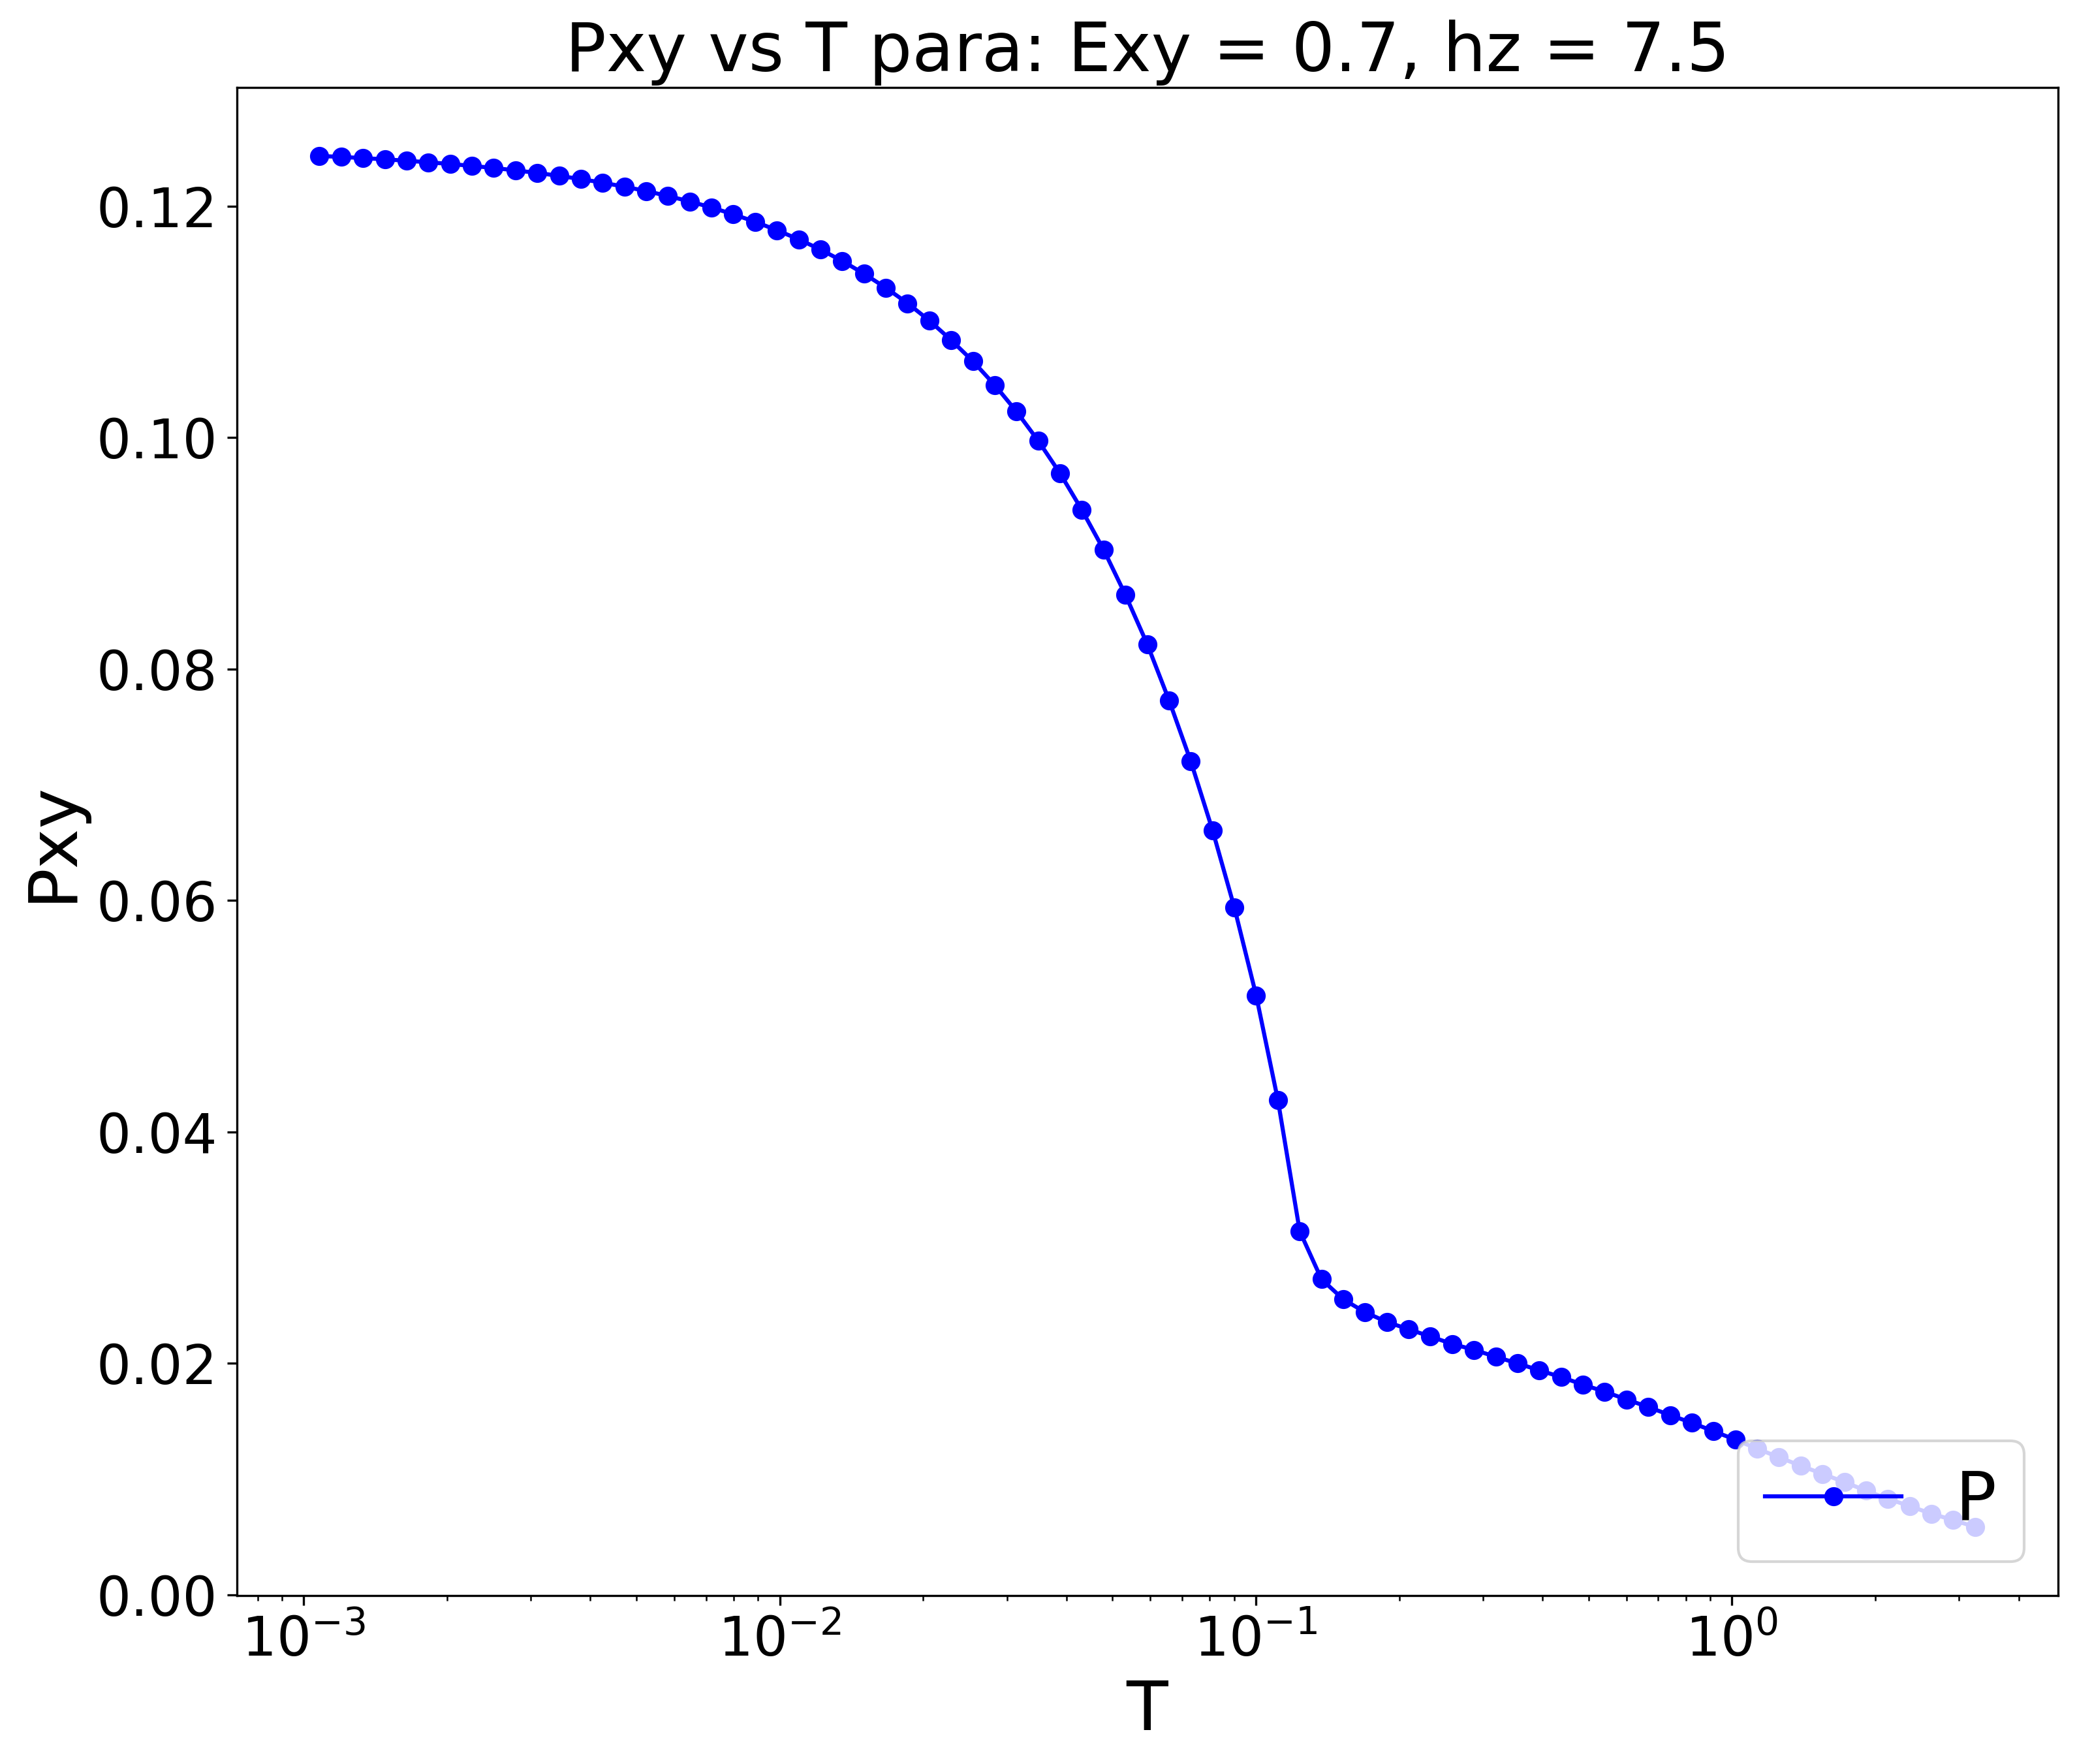 Pxy vs T para: Exy = 0.7, hz = 7.5
Pxy
0.12
0.10
0.08
0.06
0.04
0.02
0.00
P
10⁻³ 10⁻² 10⁻¹ 10⁰
T